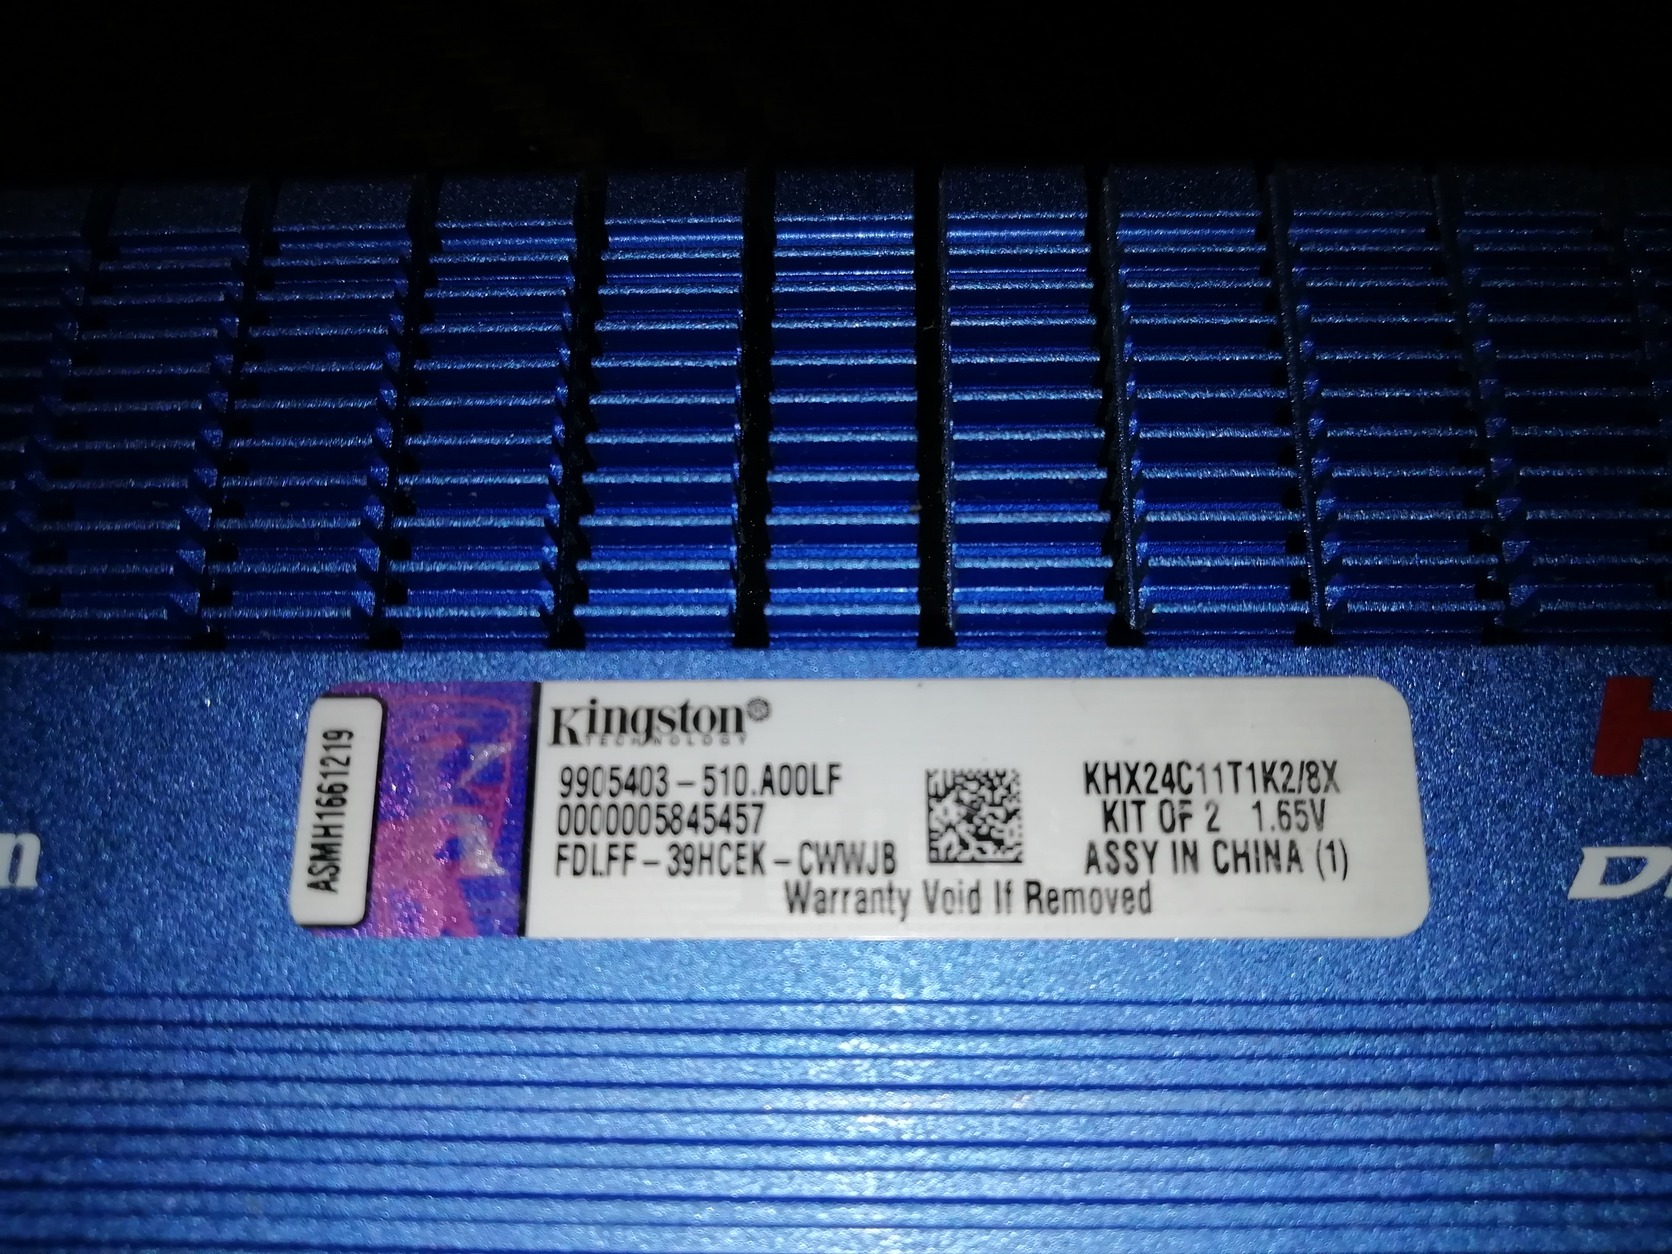 ASMH1661219
Kingston
TECHNOLOGY
9905403-510.A00LF
0000005845457
FDLFF-39HCEK-CWWJB
KHX24C11T1K2/8X
KIT OF 2 1.65V
ASSY IN CHINA (1)
Warranty Void If Removed